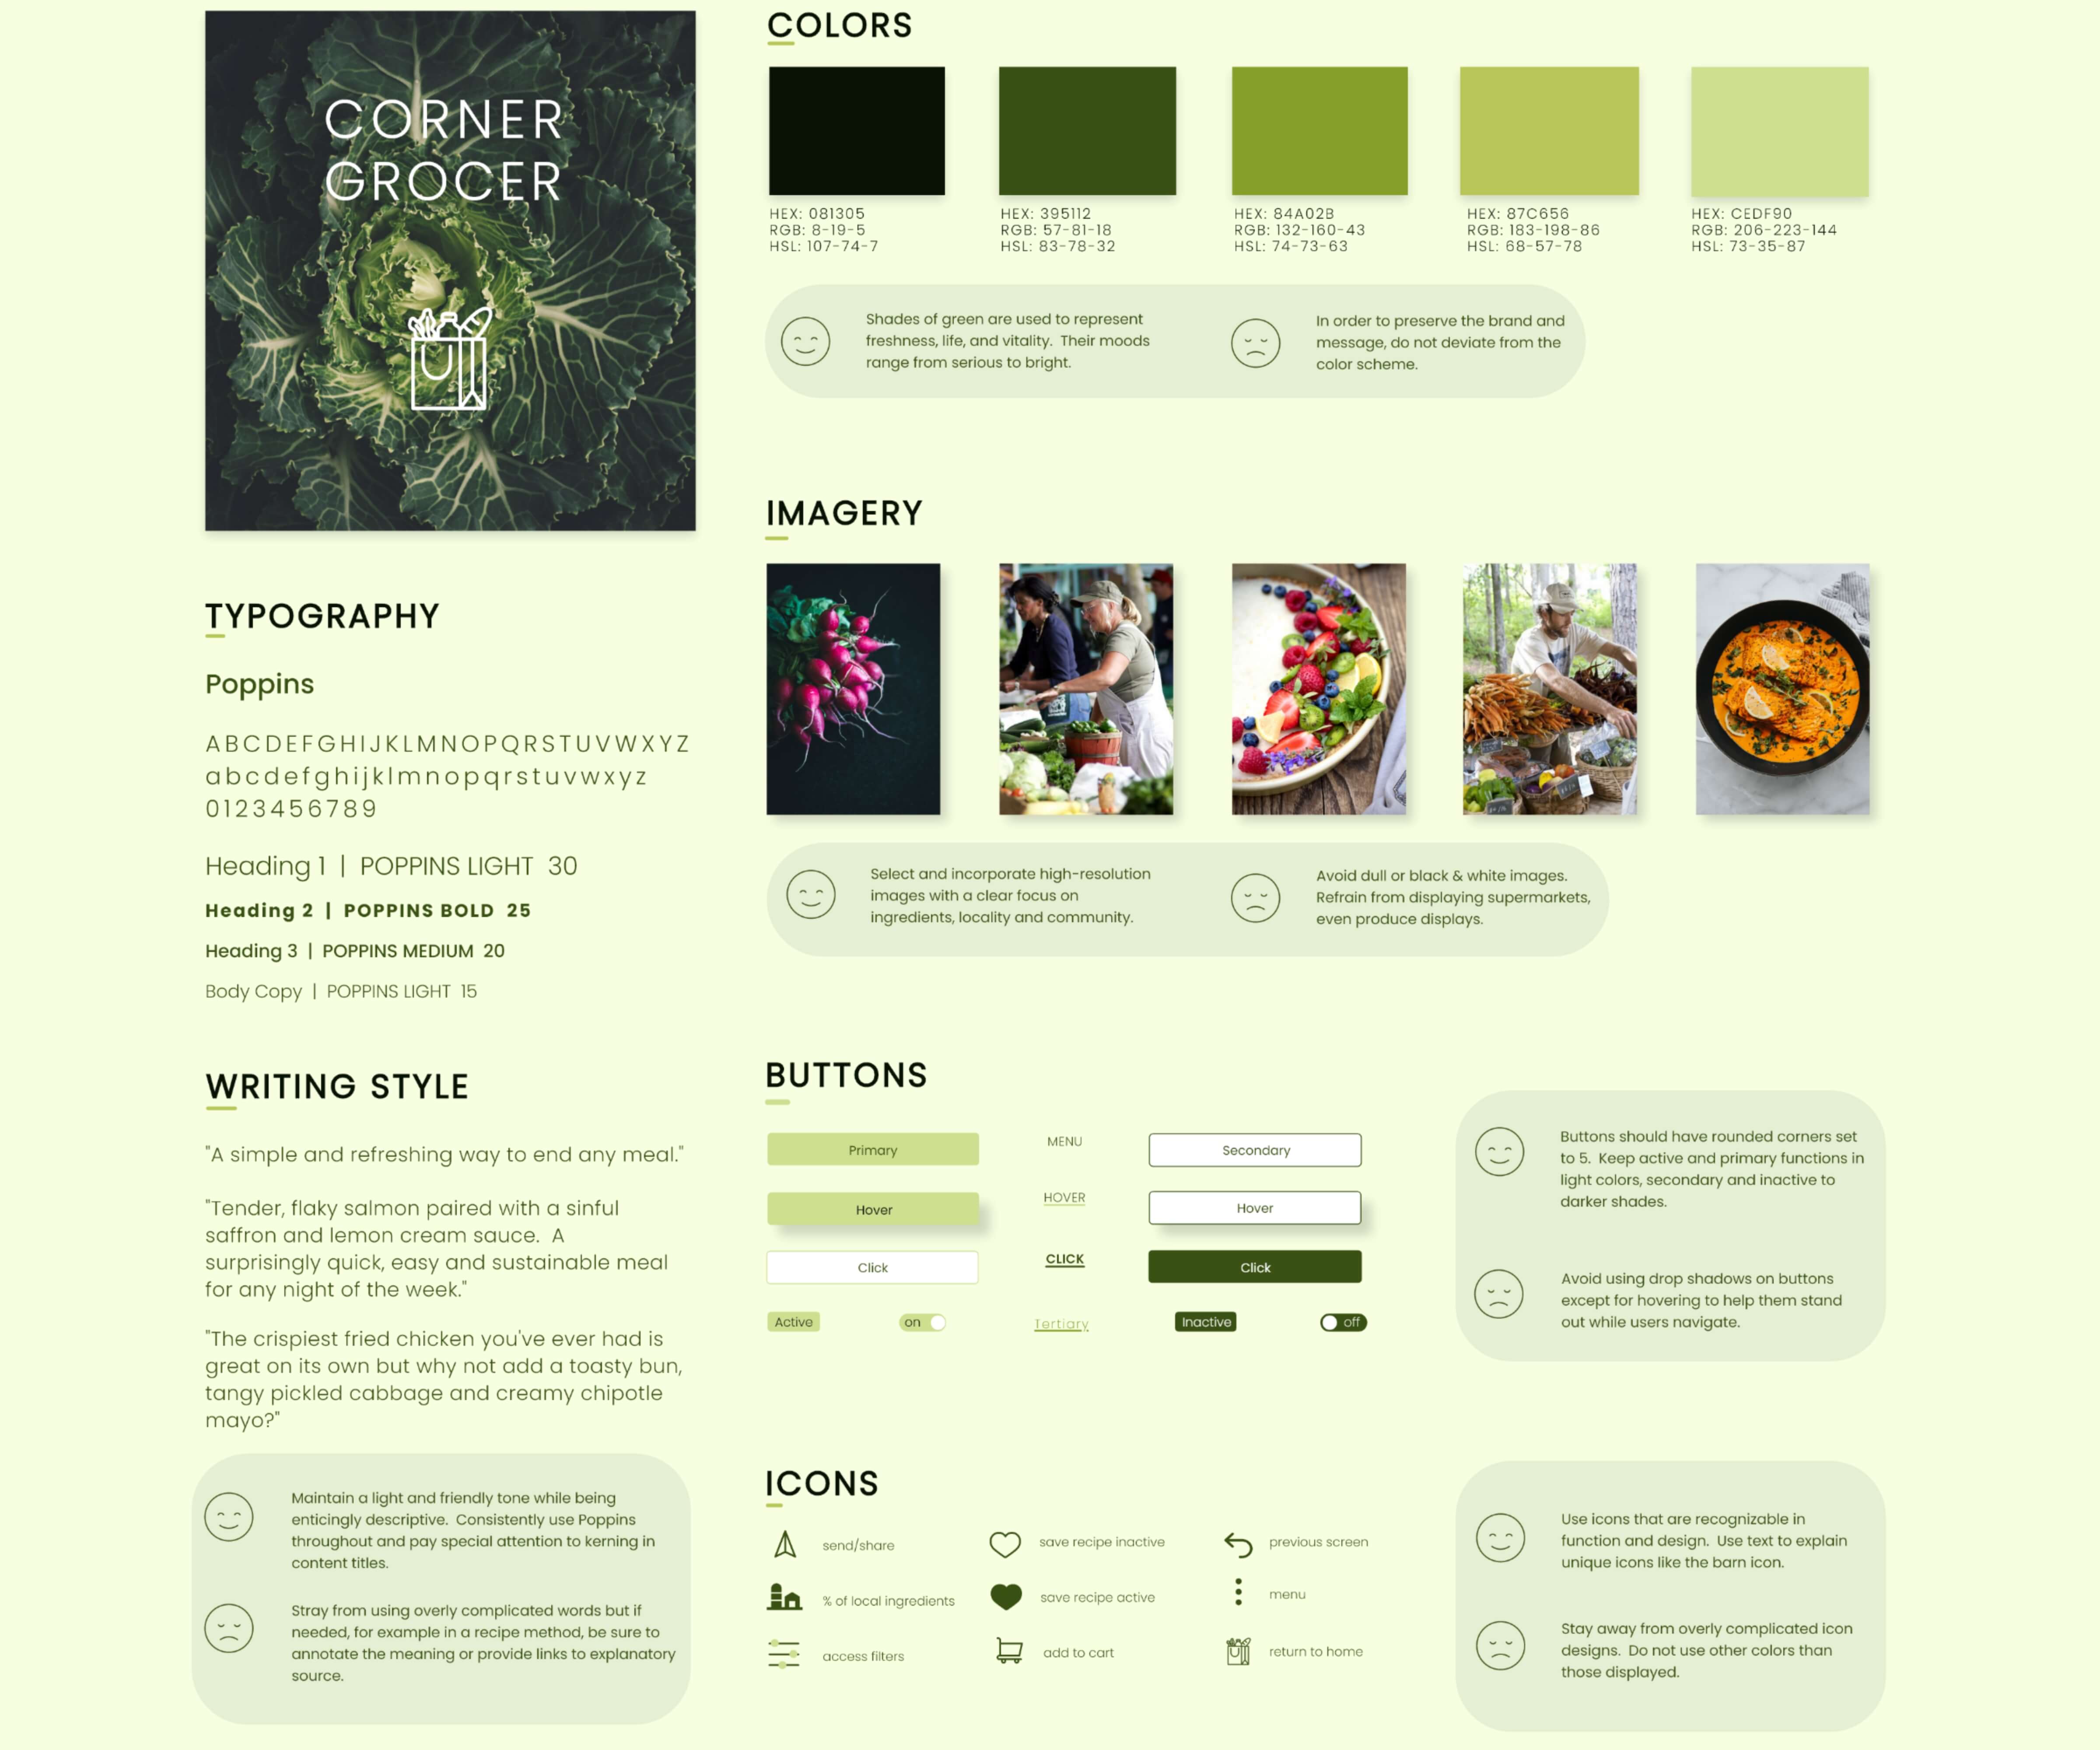 CORNER
GROCER
TYPOGRAPHY
Poppins
ABCDEFGHIJKLMNOPQRSTUVWXYZ
abcdefghijklmnopqrstuvwxyz
0123456789
Heading 1 | POPPINS LIGHT 30
Heading 2 | POPPINS BOLD 25
Heading 3 | POPPINS MEDIUM 20
Body Copy | POPPINS LIGHT 15
WRITING STYLE
"A simple and refreshing way to end any meal."
"Tender, flaky salmon paired with a sinful
saffron and lemon cream sauce. A
surprisingly quick, easy and sustainable meal
for any night of the week."
"The crispiest fried chicken you've ever had is
great on its own but why not add a toasty bun,
tangy pickled cabbage and creamy chipotle
mayo?"
Maintain a light and friendly tone while being
enticingly descriptive. Consistently use Poppins
throughout and pay special attention to kerning in
content titles.
Stray from using overly complicated words but if
needed, for example in a recipe method, be sure to
annotate the meaning or provide links to explanatory
source.
COLORS
HEX: 081305
RGB: 8-19-5
HSL: 107-74-7
HEX: 395112
RGB: 57-81-18
HSL: 83-78-32
HEX: 84A02B
RGB: 132-160-43
HSL: 74-73-63
HEX: 87C656
RGB: 183-198-86
HSL: 68-57-78
HEX: CEDF90
RGB: 206-223-144
HSL: 73-35-87
Shades of green are used to represent
freshness, life, and vitality. Their moods
range from serious to bright.
In order to preserve the brand and
message, do not deviate from the
color scheme.
IMAGERY
Select and incorporate high-resolution
images with a clear focus on
ingredients, locality and community.
Avoid dull or black & white images.
Refrain from displaying supermarkets,
even produce displays.
BUTTONS
Primary
MENU
Secondary
Hover
HOVER
Hover
Click
CLICK
Click
Active
on
Tertiary
Inactive
off
Buttons should have rounded corners set
to 5. Keep active and primary functions in
light colors, secondary and inactive to
darker shades.
Avoid using drop shadows on buttons
except for hovering to help them stand
out while users navigate.
ICONS
send/share
save recipe inactive
previous screen
% of local ingredients
save recipe active
menu
access filters
add to cart
return to home
Use icons that are recognizable in
function and design. Use text to explain
unique icons like the barn icon.
Stay away from overly complicated icon
designs. Do not use other colors than
those displayed.